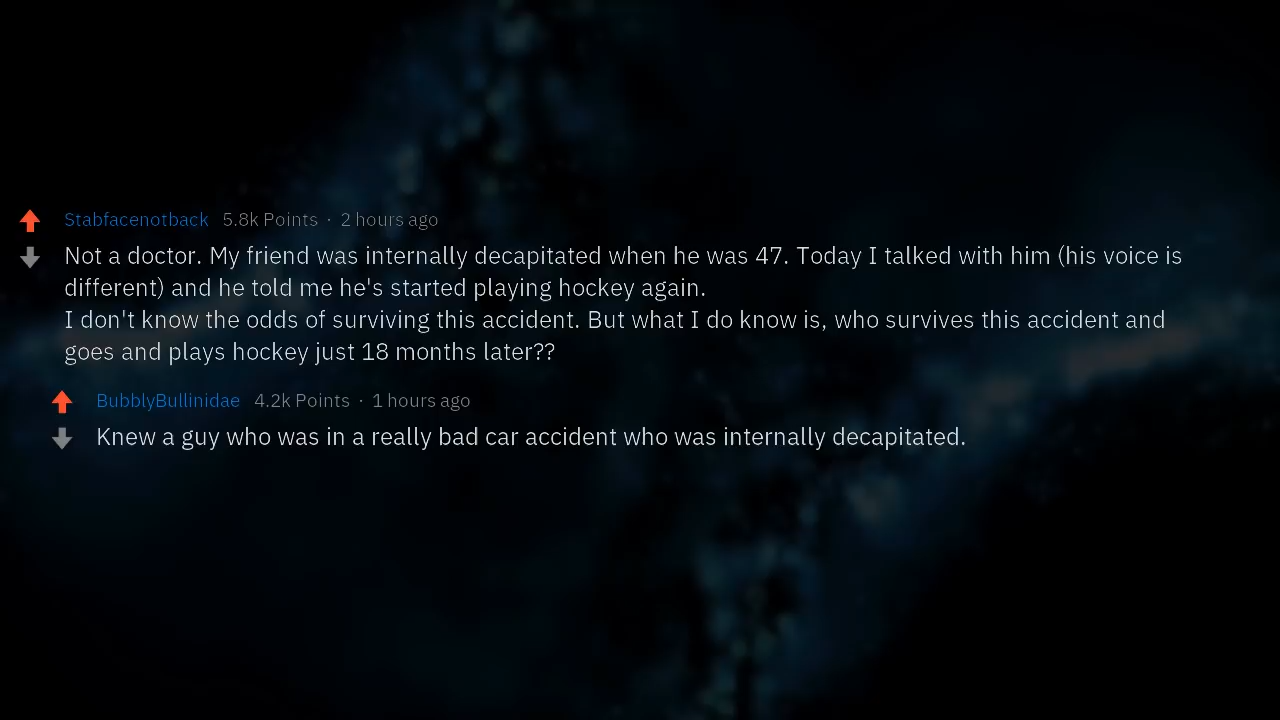 Stabfacenotback 5.8k Points · 2 hours ago
Not a doctor. My friend was internally decapitated when he was 47. Today I talked with him (his voice is
different) and he told me he's started playing hockey again.
I don't know the odds of surviving this accident. But what I do know is, who survives this accident and
goes and plays hockey just 18 months later??
BubblyBullinidae 4.2k Points · 1 hours ago
Knew a guy who was in a really bad car accident who was internally decapitated.